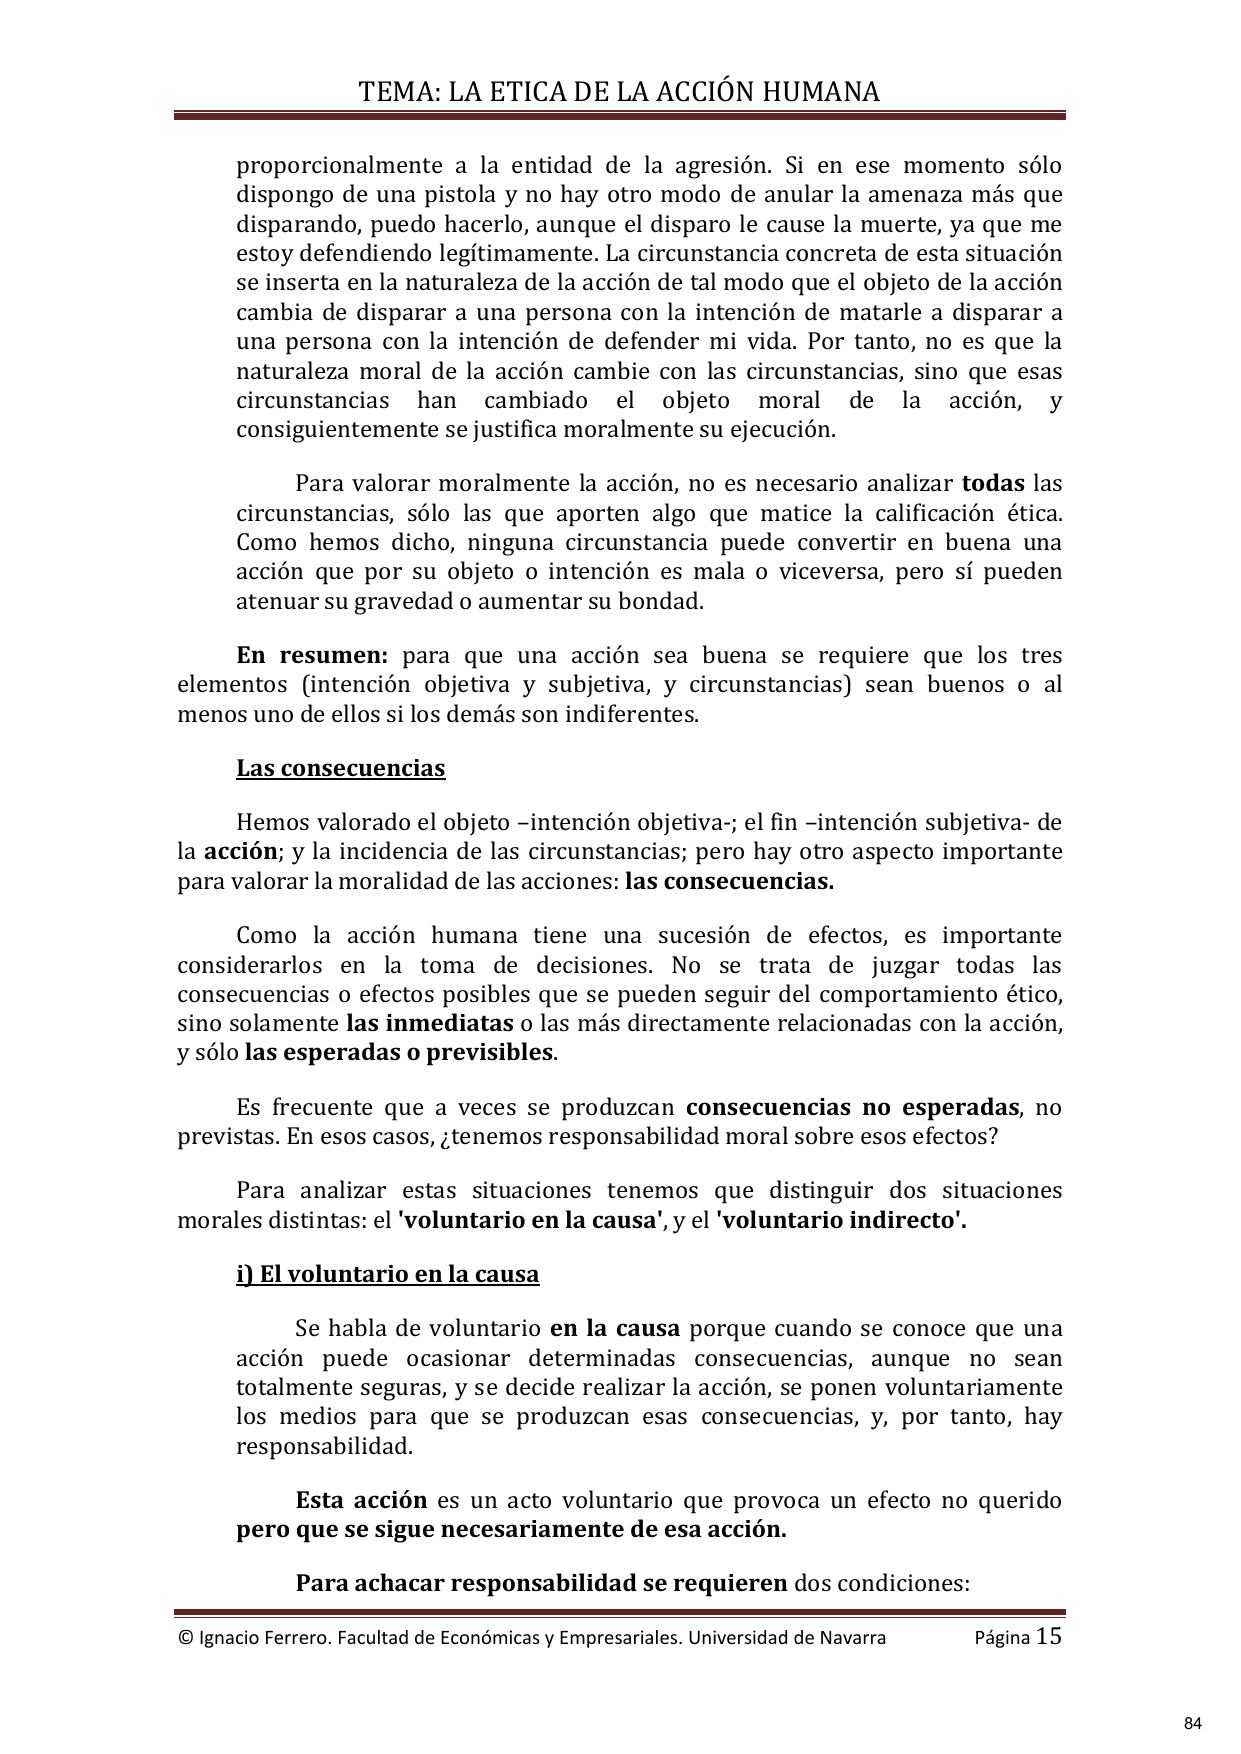 TEMA: LA ETICA DE LA ACCIÓN HUMANA
proporcionalmente a la entidad de la agresión. Si en ese momento sólo
dispongo de una pistola y no hay otro modo de anular la amenaza más que
disparando, puedo hacerlo, aunque el disparo le cause la muerte, ya que me
estoy defendiendo legítimamente. La circunstancia concreta de esta situación
se inserta en la naturaleza de la acción de tal modo que el objeto de la acción
cambia de disparar a una persona con la intención de matarle a disparar a
una persona con la intención de defender mi vida. Por tanto, no es que la
naturaleza moral de la acción cambie con las circunstancias, sino que esas
circunstancias han cambiado el objeto moral de la acción, y
consiguientemente se justifica moralmente su ejecución.
Para valorar moralmente la acción, no es necesario analizar todas las
circunstancias, sólo las que aporten algo que matice la calificación ética.
Como hemos dicho, ninguna circunstancia puede convertir en buena una
acción que por su objeto o intención es mala o viceversa, pero sí pueden
atenuar su gravedad o aumentar su bondad.
En resumen: para que una acción sea buena se requiere que los tres
elementos (intención objetiva y subjetiva, y circunstancias) sean buenos o al
menos uno de ellos si los demás son indiferentes.
Las consecuencias
Hemos valorado el objeto –intención objetiva-; el fin –intención subjetiva- de
la acción; y la incidencia de las circunstancias; pero hay otro aspecto importante
para valorar la moralidad de las acciones: las consecuencias.
Como la acción humana tiene una sucesión de efectos, es importante
considerarlos en la toma de decisiones. No se trata de juzgar todas las
consecuencias o efectos posibles que se pueden seguir del comportamiento ético,
sino solamente las inmediatas o las más directamente relacionadas con la acción,
y sólo las esperadas o previsibles.
Es frecuente que a veces se produzcan consecuencias no esperadas, no
previstas. En esos casos, ¿tenemos responsabilidad moral sobre esos efectos?
Para analizar estas situaciones tenemos que distinguir dos situaciones
morales distintas: el 'voluntario en la causa', y el 'voluntario indirecto'.
i) El voluntario en la causa
Se habla de voluntario en la causa porque cuando se conoce que una
acción puede ocasionar determinadas consecuencias, aunque no sean
totalmente seguras, y se decide realizar la acción, se ponen voluntariamente
los medios para que se produzcan esas consecuencias, y, por tanto, hay
responsabilidad.
Esta acción es un acto voluntario que provoca un efecto no querido
pero que se sigue necesariamente de esa acción.
Para achacar responsabilidad se requieren dos condiciones:
© Ignacio Ferrero. Facultad de Económicas y Empresariales. Universidad de Navarra Página 15
84